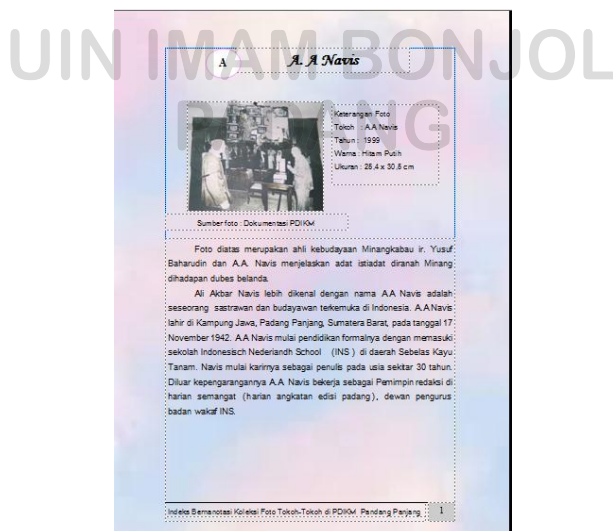 UIN IMAM BONJOL
PADANG
A
A. A Navis
Keterangan Foto
Tokoh : A.A Navis
Tahun : 1999
Warna : Hitam Putih
Ukuran : 25,4 x 30,5 cm
Sumber foto : Dokumentasi PDIKM
Foto diatas merupakan ahli kebudayaan Minangkabau ir. Yusuf
Baharudin dan A.A. Navis menjelaskan adat istiadat diranah Minang
dihadapan dubes belanda.
Ali Akbar Navis lebih dikenal dengan nama A.A Navis adalah
seseorang sastrawan dan budayawan terkemuka di Indonesia. A.A Navis
lahir di Kampung Jawa, Padang Panjang, Sumatera Barat, pada tanggal 17
November 1942. A.A Navis mulai pendidikan formalnya dengan memasuki
sekolah Indonesisch Nederiandh School (INS ) di daerah Sebelas Kayu
Tanam. Navis mulai karirnya sebagai penulis pada usia sekitar 30 tahun.
Diluar kepengarangannya A.A Navis bekerja sebagai Pemimpin redaksi di
harian semangat (harian angkatan edisi padang), dewan pengurus
badan wakaf INS.
Indeks Beranotasi Koleksi Foto Tokoh-Tokoh di PDIKM Pandang Panjang
1